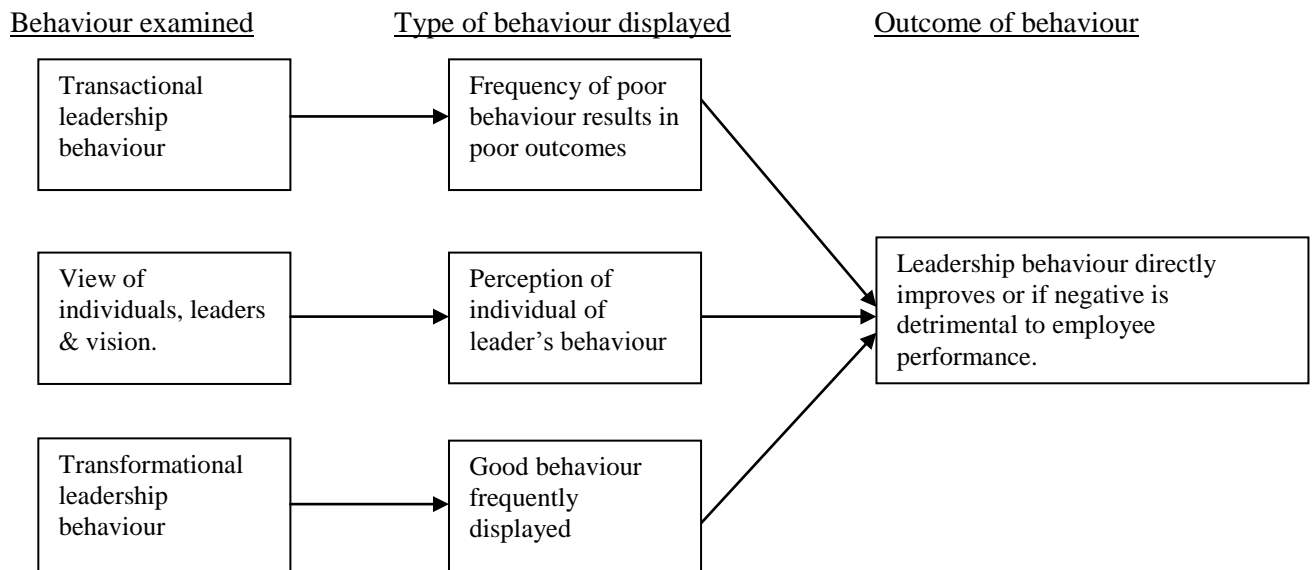 Behaviour examined
Type of behaviour displayed
Outcome of behaviour
Transactional
leadership
behaviour
Frequency of poor
behaviour results in
poor outcomes
View of
individuals, leaders
& vision.
Perception of
individual of
leader’s behaviour
Leadership behaviour directly
improves or if negative is
detrimental to employee
performance.
Transformational
leadership
behaviour
Good behaviour
frequently
displayed